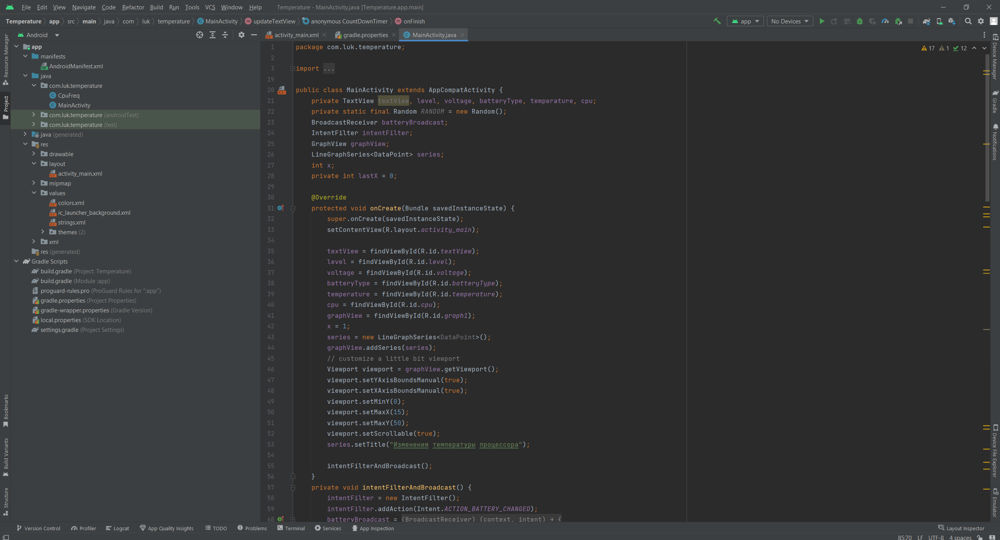 File Edit View Navigate Code Refactor Build Run Tools VCS Window Help Temperature - MainActivity.java [Temperature.app.main]
Temperature app src main java com luk temperature MainActivity updateTextView anonymous CountDownTimer onFinish app No Devices
Android
activity_main.xml gradle.properties MainActivity.java
17 1 12
Resource Manager
Project
Bookmarks
Build Variants
Structure
app
manifests
AndroidManifest.xml
java
com.luk.temperature
CpuFreq
MainActivity
com.luk.temperature (androidTest)
com.luk.temperature (test)
java (generated)
res
drawable
layout
activity_main.xml
mipmap
values
colors.xml
ic_launcher_background.xml
strings.xml
themes (2)
xml
res (generated)
Gradle Scripts
build.gradle (Project: Temperature)
build.gradle (Module :app)
proguard-rules.pro (ProGuard Rules for ":app")
gradle.properties (Project Properties)
gradle-wrapper.properties (Gradle Version)
local.properties (SDK Location)
settings.gradle (Project Settings)
1 package com.luk.temperature;
2
3 import ...
19
20 public class MainActivity extends AppCompatActivity {
21 private TextView textView, level, voltage, batteryType, temperature, cpu;
22 private static final Random RANDOM = new Random();
23 BroadcastReceiver batteryBroadcast;
24 IntentFilter intentFilter;
25 GraphView graphView;
26 LineGraphSeries<DataPoint> series;
27 int x;
28 private int lastX = 0;
29
30 @Override
31 protected void onCreate(Bundle savedInstanceState) {
32 super.onCreate(savedInstanceState);
33 setContentView(R.layout.activity_main);
34
35 textView = findViewById(R.id.textView);
36 level = findViewById(R.id.level);
37 voltage = findViewById(R.id.voltage);
38 batteryType = findViewById(R.id.batteryType);
39 temperature = findViewById(R.id.temperature);
40 cpu = findViewById(R.id.cpu);
41 graphView = findViewById(R.id.graph1);
42 x = 1;
43 series = new LineGraphSeries<DataPoint>();
44 graphView.addSeries(series);
45 // customize a little bit viewport
46 Viewport viewport = graphView.getViewport();
47 viewport.setYAxisBoundsManual(true);
48 viewport.setXAxisBoundsManual(true);
49 viewport.setMinY(0);
50 viewport.setMaxX(15);
51 viewport.setMaxY(50);
52 viewport.setScrollable(true);
53 series.setTitle("Изменения температуры процессора");
54
55 intentFilterAndBroadcast();
56 }
57 private void intentFilterAndBroadcast() {
58 intentFilter = new IntentFilter();
59 intentFilter.addAction(Intent.ACTION_BATTERY_CHANGED);
60 batteryBroadcast = (BroadcastReceiver) (context, intent) → {
Device Manager
Gradle
Notifications
Device File Explorer
Emulator
Version Control Profiler Logcat App Quality Insights TODO Problems Terminal Services App Inspection Layout Inspector
85:70 LF UTF-8 4 spaces